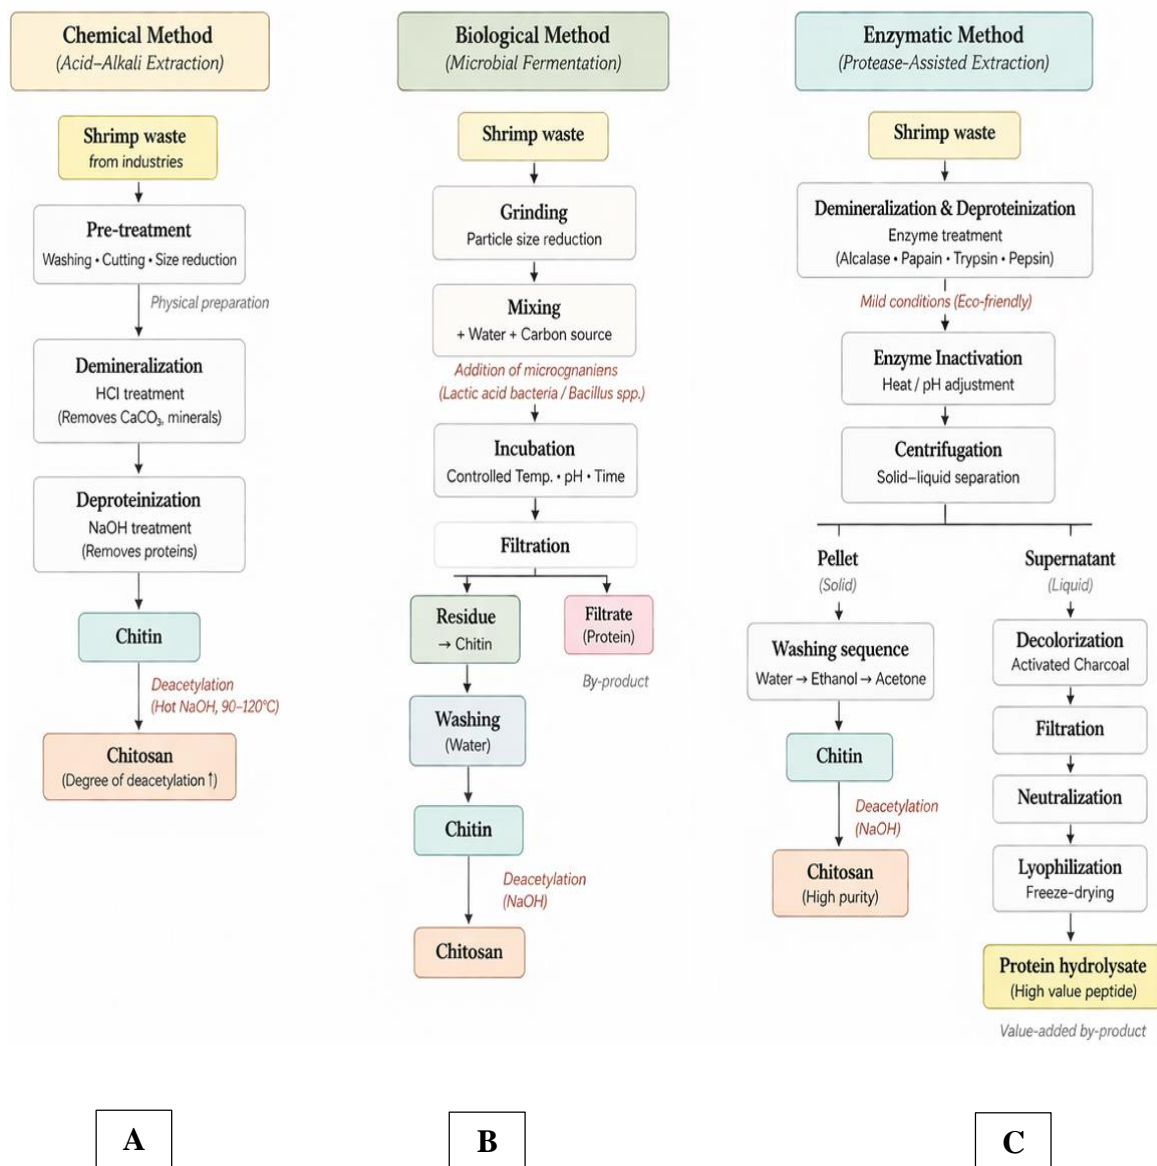 Chemical Method
(Acid–Alkali Extraction)
Shrimp waste
from industries
Pre-treatment
Washing • Cutting • Size reduction
Physical preparation
Demineralization
HCl treatment
(Removes CaCO₃, minerals)
Deproteinization
NaOH treatment
(Removes proteins)
Chitin
Deacetylation
(Hot NaOH, 90–120°C)
Chitosan
(Degree of deacetylation ↑)
A
Biological Method
(Microbial Fermentation)
Shrimp waste
Grinding
Particle size reduction
Mixing
+ Water + Carbon source
Addition of microcgnaniens
(Lactic acid bacteria / Bacillus spp.)
Incubation
Controlled Temp. • pH • Time
Filtration
Residue
→ Chitin
Filtrate
(Protein)
By-product
Washing
(Water)
Chitin
Deacetylation
(NaOH)
Chitosan
B
Enzymatic Method
(Protease-Assisted Extraction)
Shrimp waste
Demineralization & Deproteinization
Enzyme treatment
(Alcalase • Papain • Trypsin • Pepsin)
Mild conditions (Eco-friendly)
Enzyme Inactivation
Heat / pH adjustment
Centrifugation
Solid–liquid separation
Pellet
(Solid)
Washing sequence
Water → Ethanol → Acetone
Chitin
Deacetylation
(NaOH)
Chitosan
(High purity)
Supernatant
(Liquid)
Decolorization
Activated Charcoal
Filtration
Neutralization
Lyophilization
Freeze-drying
Protein hydrolysate
(High value peptide)
Value-added by-product
C